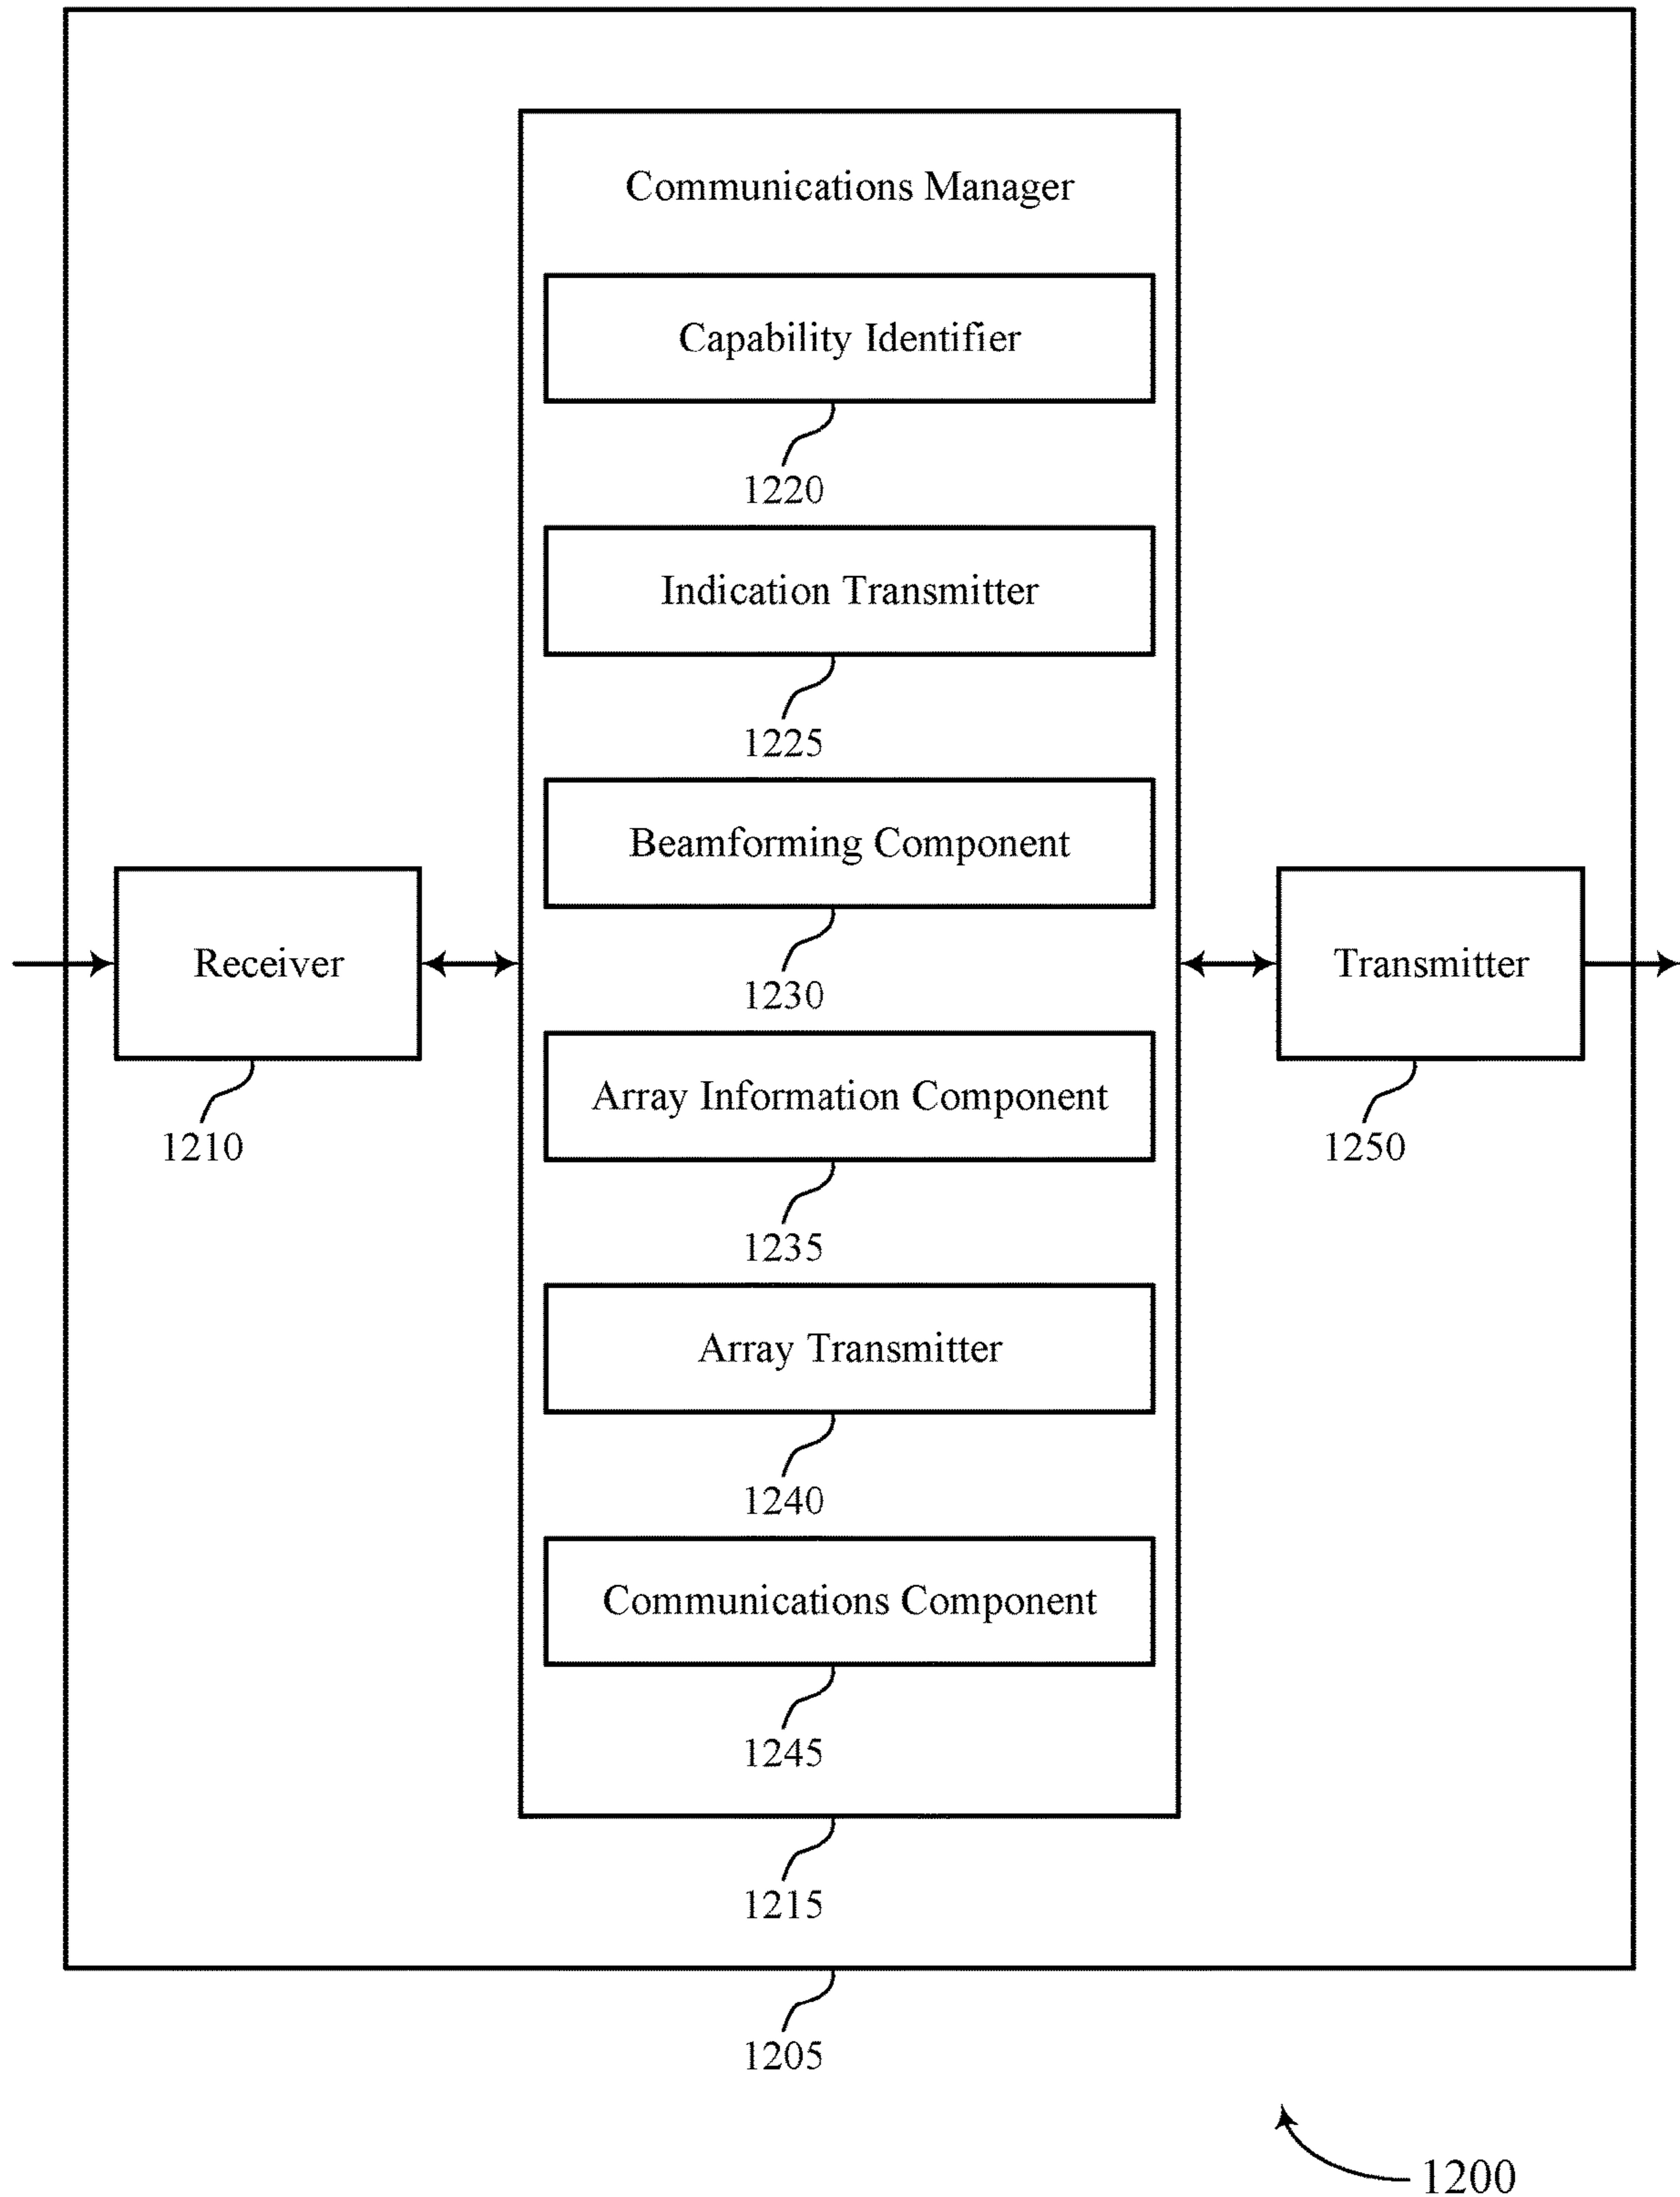 Communications Manager
Capability Identifier
1220
Indication Transmitter
1225
Beamforming Component
1230
Receiver
1210
Transmitter
1250
Array Information Component
1235
Array Transmitter
1240
Communications Component
1245
1215
1205
1200